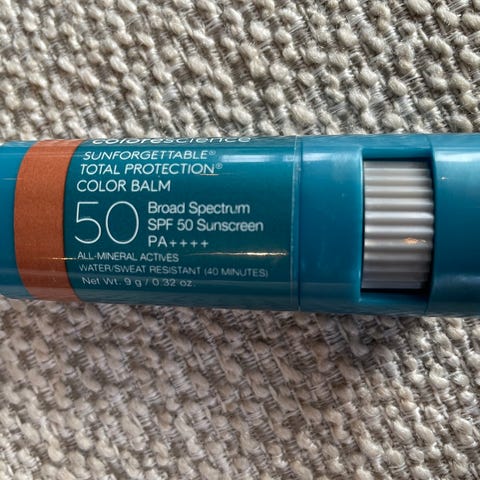 colorescience
SUNFORGETTABLE®
TOTAL PROTECTION®
COLOR BALM
50 Broad Spectrum
SPF 50 Sunscreen
PA++++
ALL-MINERAL ACTIVES
WATER/SWEAT RESISTANT (40 MINUTES)
Net Wt. 9 g / 0.32 oz.